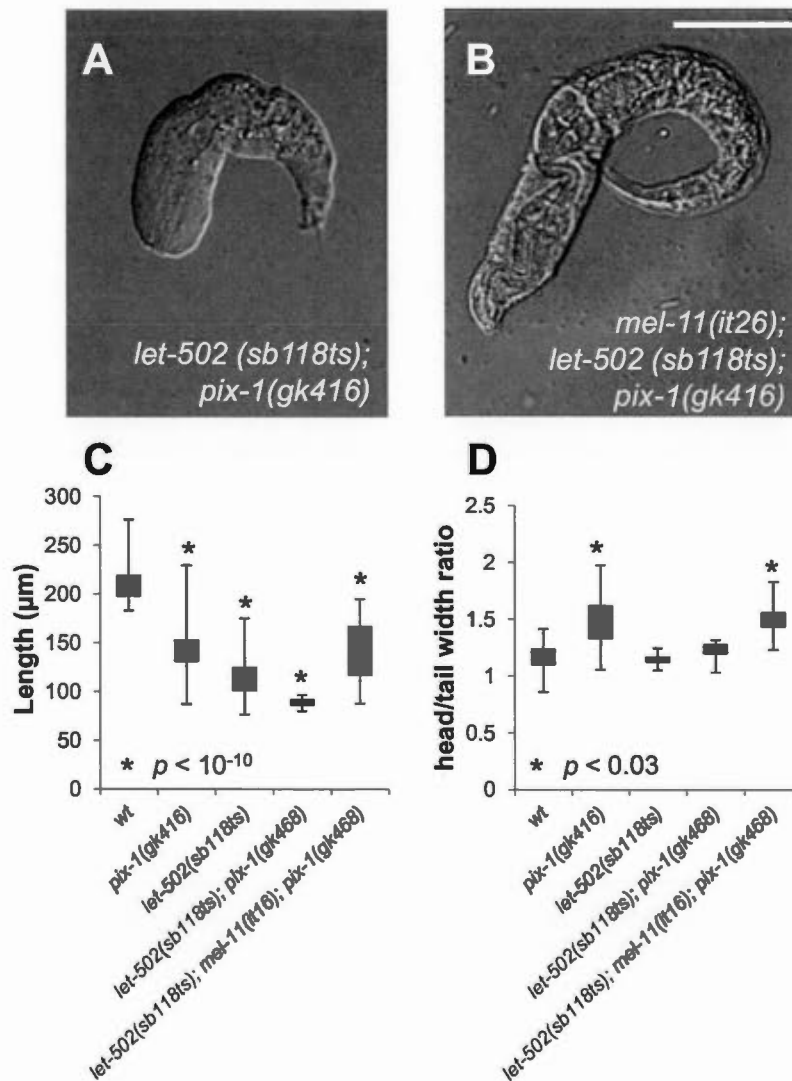 A
let-502 (sb118ts);
pix-1(gk416)
B
mel-11(it26);
let-502 (sb118ts);
pix-1(gk416)
C
Length (µm)
300
250
200
150
100
50
0
* * * *
* p < 10-10
wt
pix-1(gk416)
let-502(sb118ts)
let-502(sb118ts); pix-1(gk468)
let-502(sb118ts); mel-11(it16); pix-1(gk468)
D
head/tail width ratio
2.5
2
1.5
1
0.5
0
* *
* p < 0.03
wt
pix-1(gk416)
let-502(sb118ts)
let-502(sb118ts); pix-1(gk468)
let-502(sb118ts); mel-11(it16); pix-1(gk468)